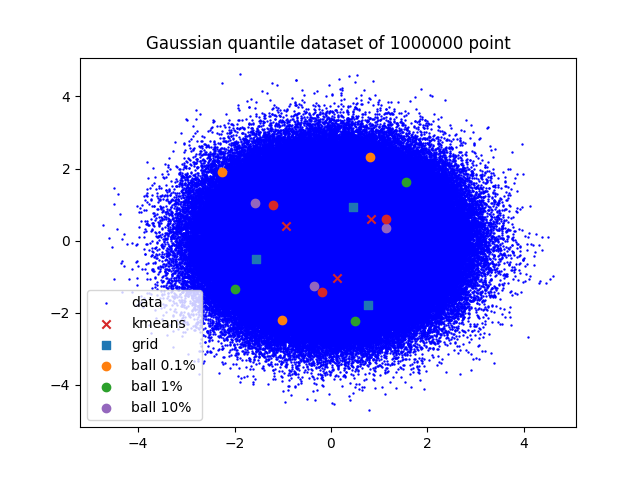 Gaussian quantile dataset of 1000000 point
4
2
0
−2
−4
data
kmeans
grid
ball 0.1%
ball 1%
ball 10%
−4 −2 0 2 4